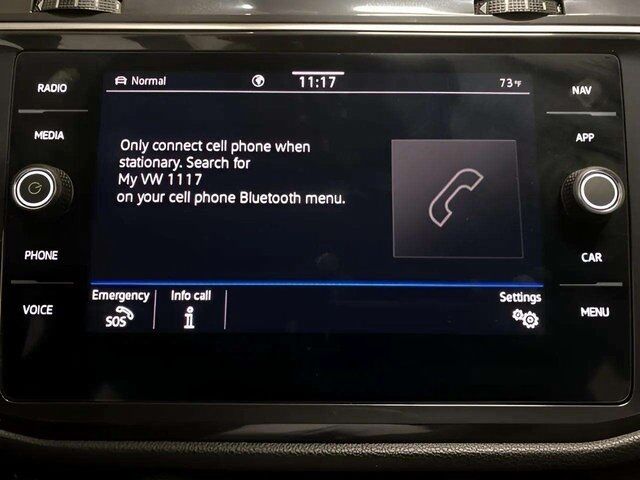 RADIO
MEDIA
PHONE
VOICE
Normal
11:17
73°F
Only connect cell phone when
stationary. Search for
My VW 1117
on your cell phone Bluetooth menu.
Emergency
SOS
Info call
i
Settings
NAV
APP
CAR
MENU